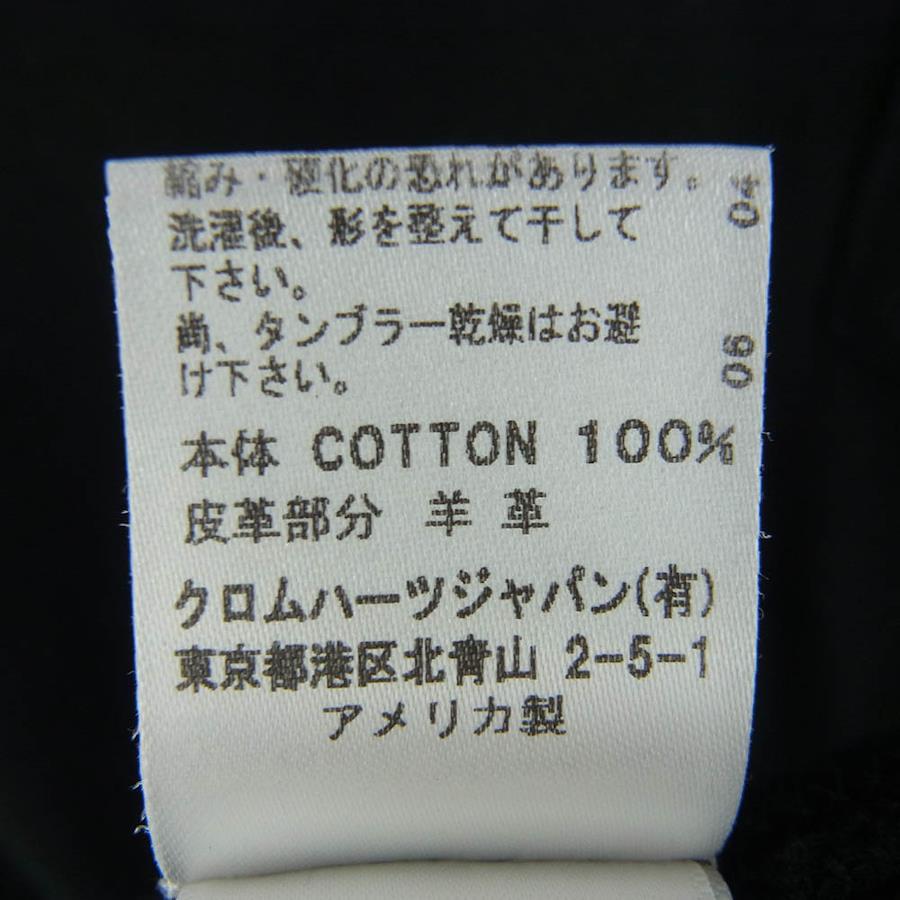 縮み・硬化の恐れがあります。
洗濯後、形を整えて干して
下さい。
尚、タンブラー乾燥はお避
け下さい。
本体 COTTON 100%
皮革部分 羊 革
クロムハーツジャパン(有)
東京都港区北青山 2-5-1
アメリカ製
04
06